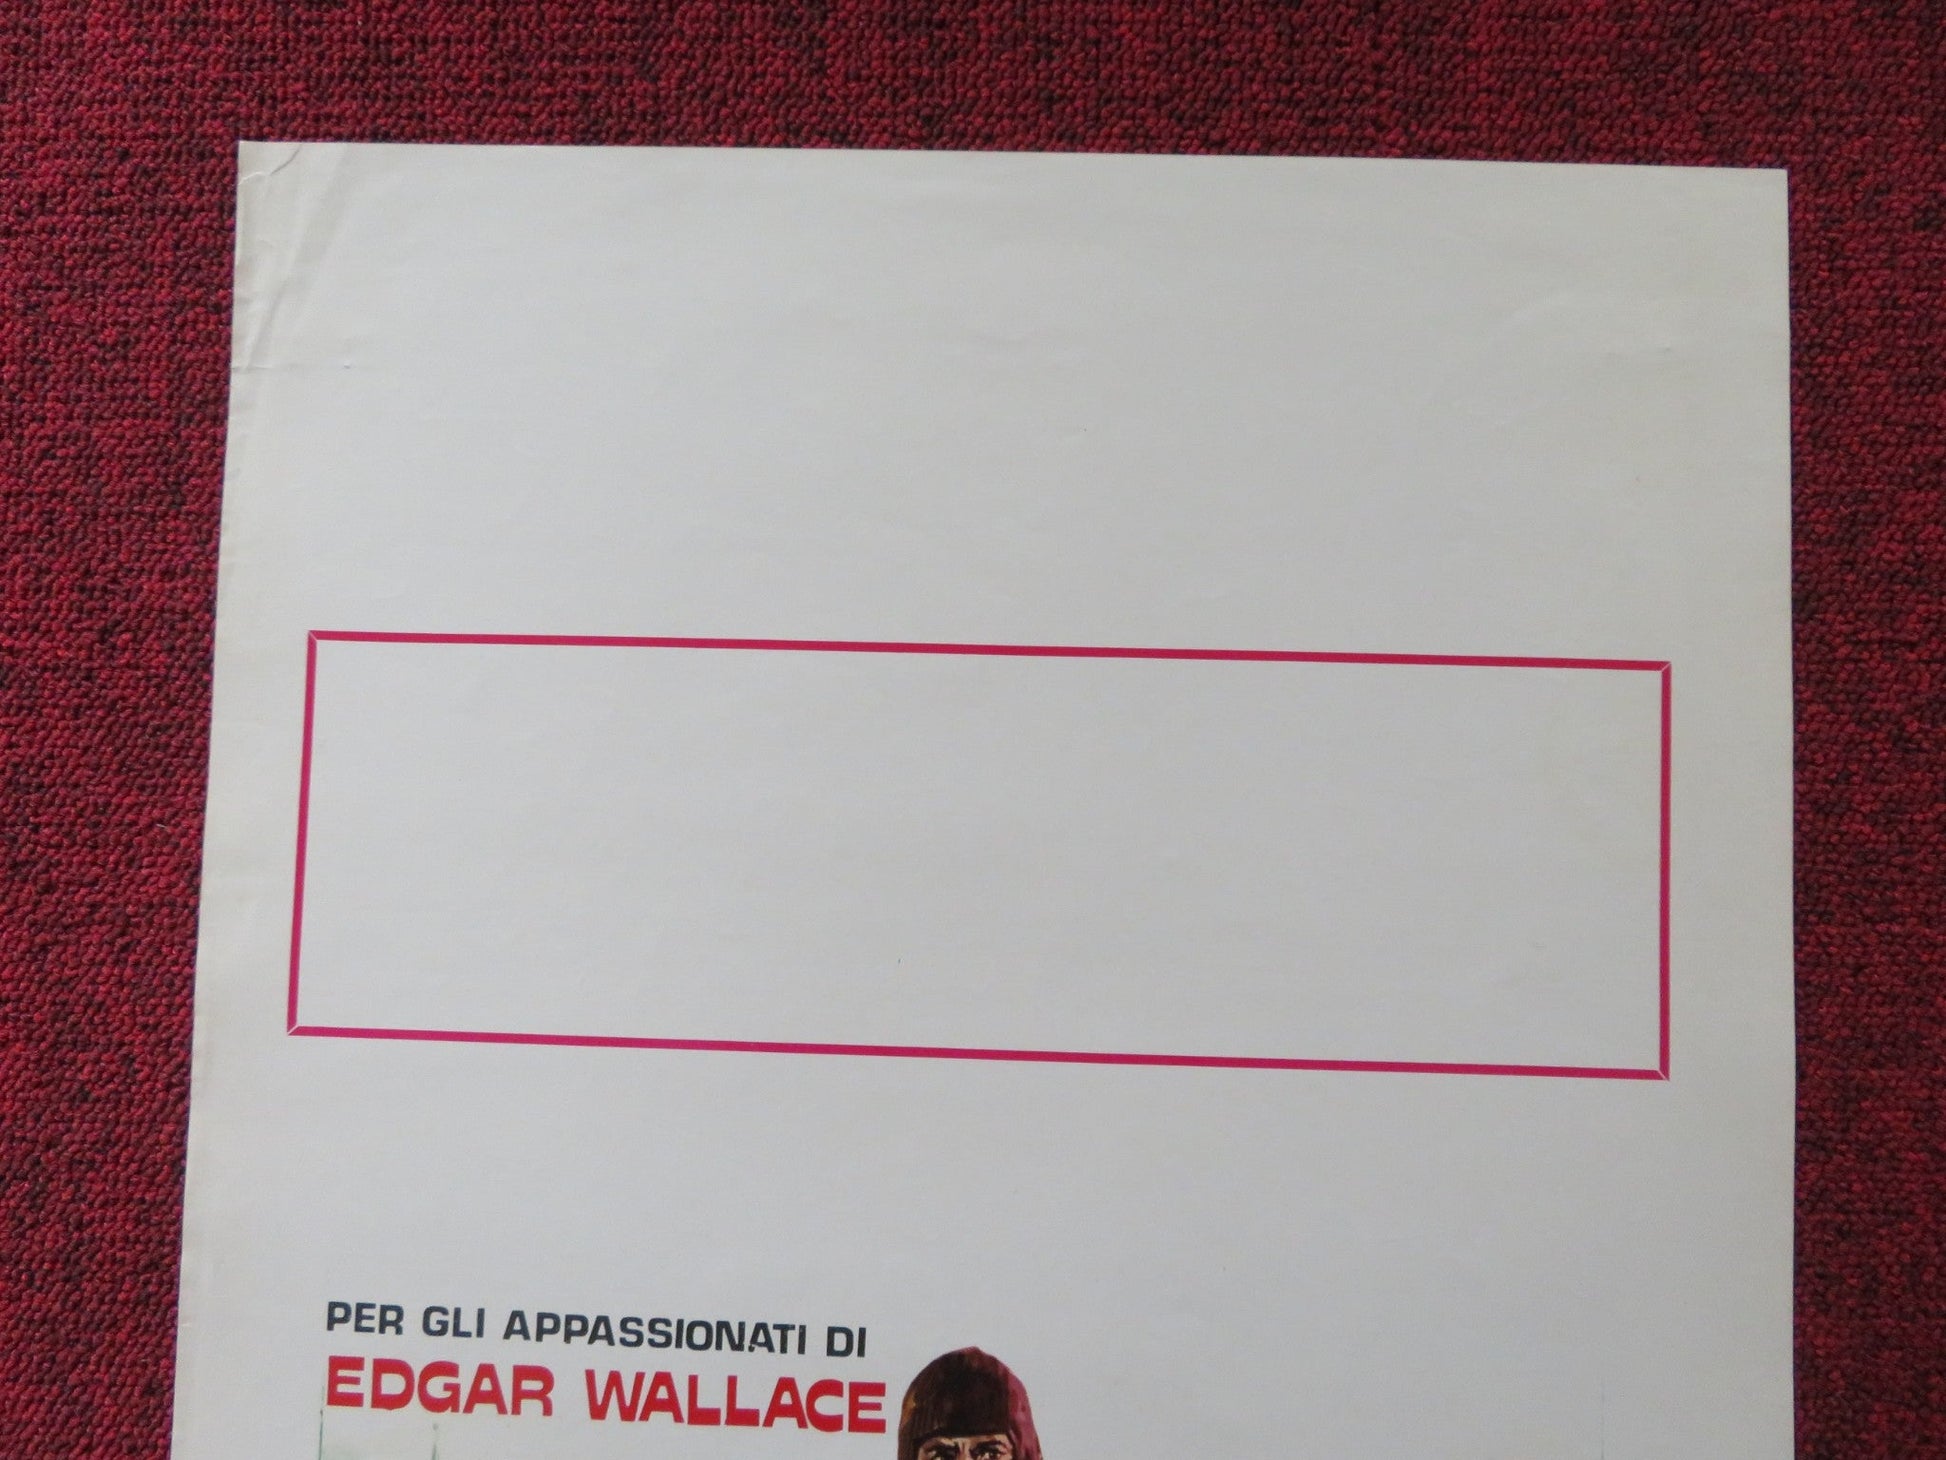 PER GLI APPASSIONATI DI
EDGAR WALLACE